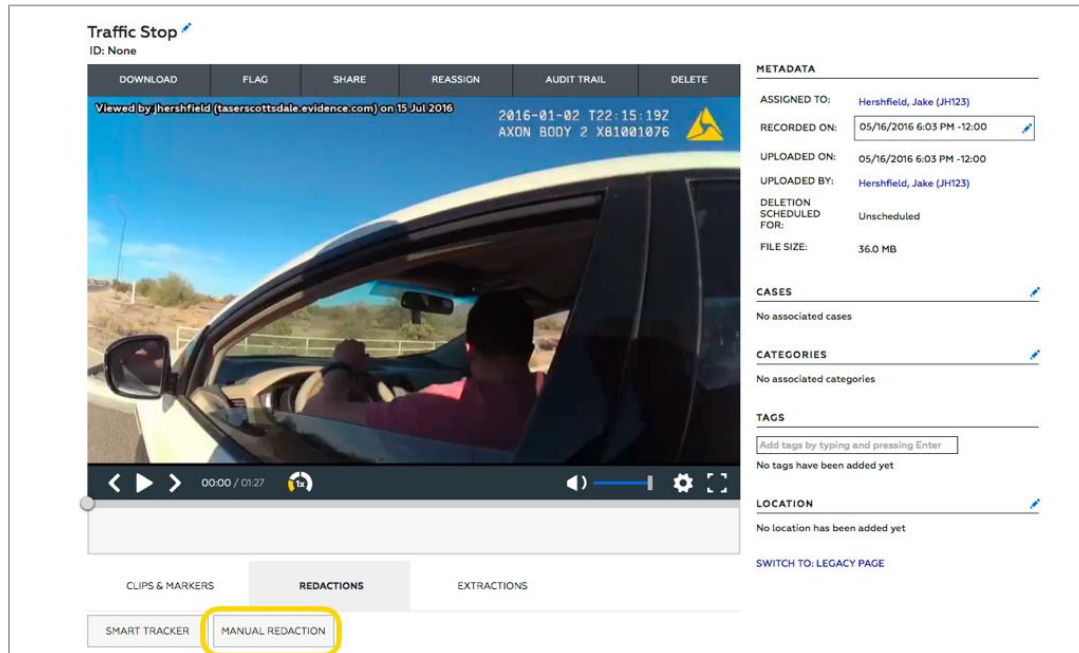 Traffic Stop
ID: None
DOWNLOAD FLAG SHARE REASSIGN AUDIT TRAIL DELETE
Viewed by jhershfield (taserscottsdale.evidence.com) on 15 Jul 2016
2016-01-02 T22:15:19Z
AXON BODY 2 X81001076
00:00 / 01:27 1x
CLIPS & MARKERS REDACTIONS EXTRACTIONS
SMART TRACKER MANUAL REDACTION
METADATA
ASSIGNED TO: Hershfield, Jake (JH123)
RECORDED ON: 05/16/2016 6:03 PM -12:00
UPLOADED ON: 05/16/2016 6:03 PM -12:00
UPLOADED BY: Hershfield, Jake (JH123)
DELETION
SCHEDULED
FOR: Unscheduled
FILE SIZE: 36.0 MB
CASES
No associated cases
CATEGORIES
No associated categories
TAGS
Add tags by typing and pressing Enter
No tags have been added yet
LOCATION
No location has been added yet
SWITCH TO: LEGACY PAGE